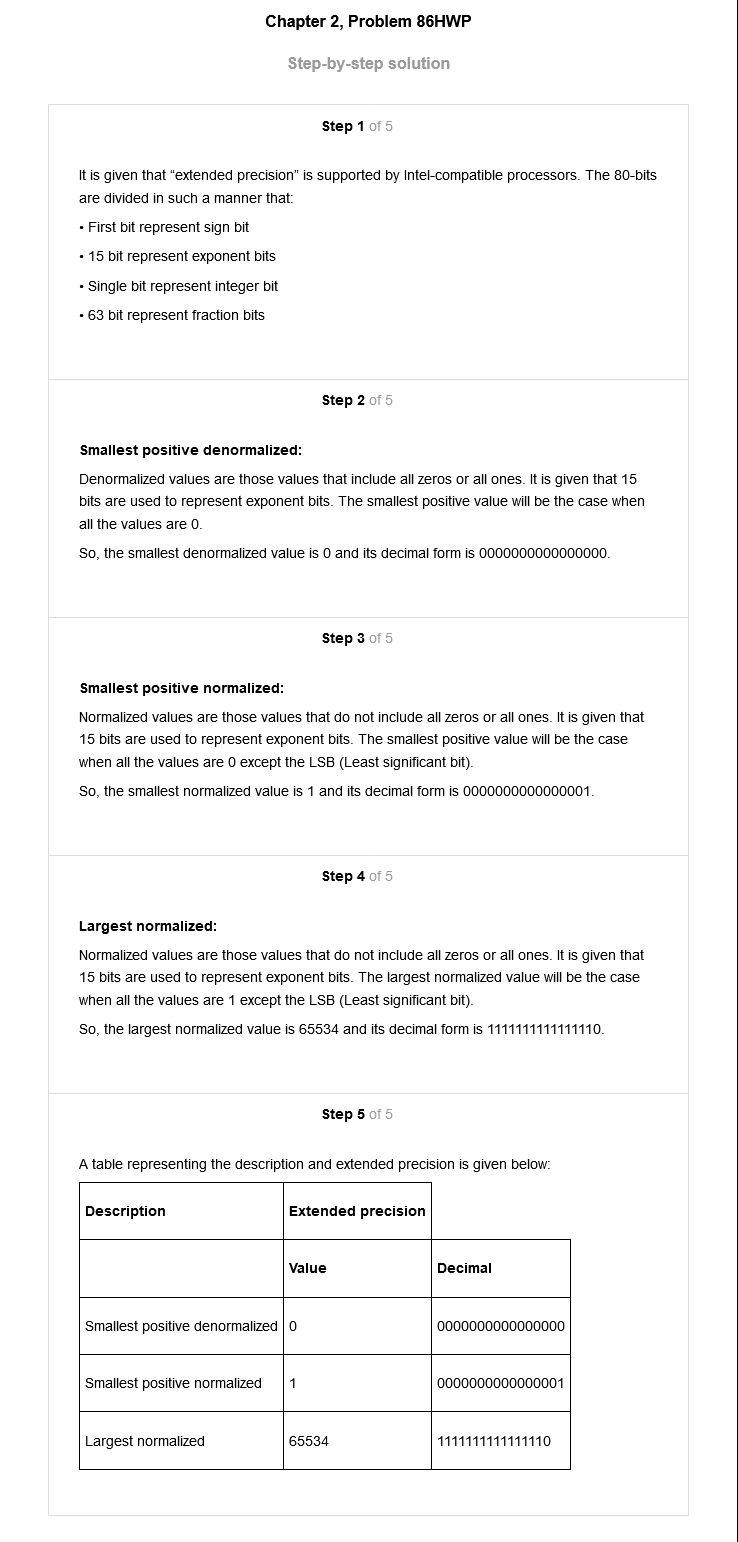 Chapter 2, Problem 86HWP
Step-by-step solution
Step 1 of 5
It is given that “extended precision” is supported by Intel-compatible processors. The 80-bits
are divided in such a manner that:
• First bit represent sign bit
• 15 bit represent exponent bits
• Single bit represent integer bit
• 63 bit represent fraction bits
Step 2 of 5
Smallest positive denormalized:
Denormalized values are those values that include all zeros or all ones. It is given that 15
bits are used to represent exponent bits. The smallest positive value will be the case when
all the values are 0.
So, the smallest denormalized value is 0 and its decimal form is 0000000000000000.
Step 3 of 5
Smallest positive normalized:
Normalized values are those values that do not include all zeros or all ones. It is given that
15 bits are used to represent exponent bits. The smallest positive value will be the case
when all the values are 0 except the LSB (Least significant bit).
So, the smallest normalized value is 1 and its decimal form is 0000000000000001.
Step 4 of 5
Largest normalized:
Normalized values are those values that do not include all zeros or all ones. It is given that
15 bits are used to represent exponent bits. The largest normalized value will be the case
when all the values are 1 except the LSB (Least significant bit).
So, the largest normalized value is 65534 and its decimal form is 1111111111111110.
Step 5 of 5
A table representing the description and extended precision is given below:
Description Extended precision
Value Decimal
Smallest positive denormalized 0 0000000000000000
Smallest positive normalized 1 0000000000000001
Largest normalized 65534 1111111111111110